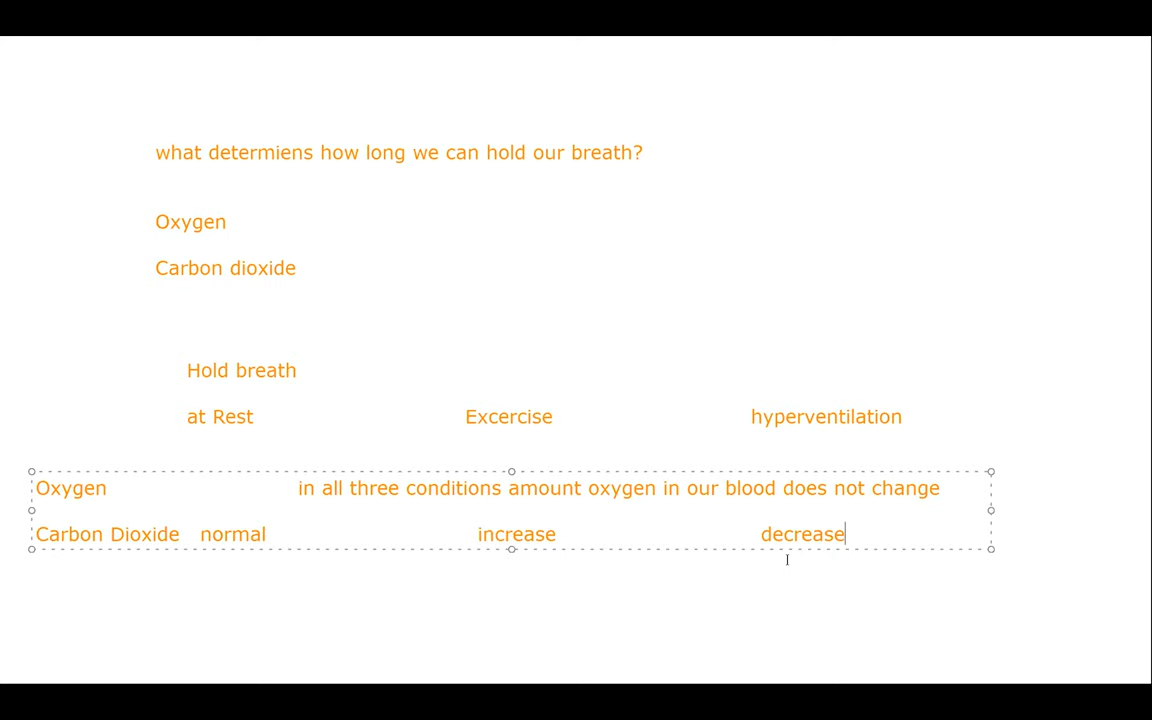 what determiens how long we can hold our breath?
Oxygen
Carbon dioxide
Hold breath
at Rest Excercise hyperventilation
Oxygen in all three conditions amount oxygen in our blood does not change
Carbon Dioxide normal increase decrease